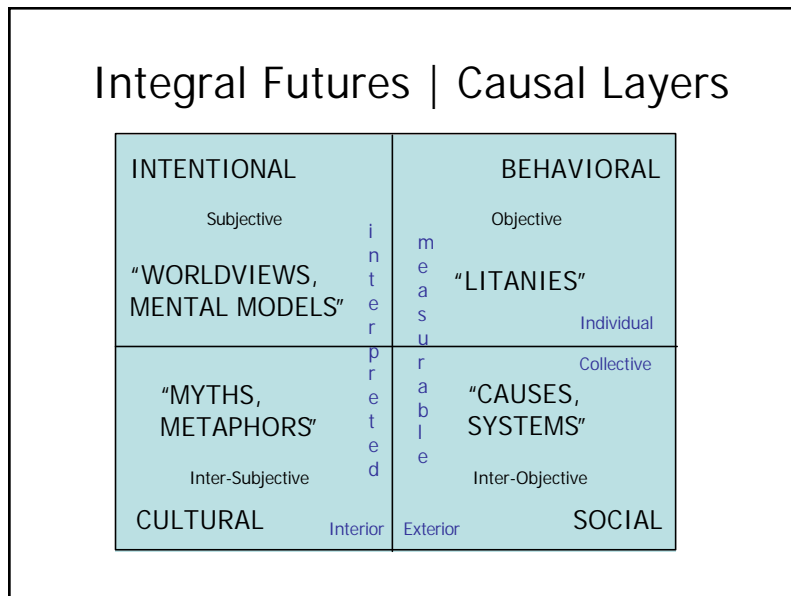 Integral Futures | Causal Layers
INTENTIONAL
Subjective
"WORLDVIEWS,
MENTAL MODELS"
interpreted
BEHAVIORAL
Objective
measurable
"LITANIES"
Individual
Collective
"MYTHS,
METAPHORS"
Inter-Subjective
CULTURAL
Interior
"CAUSES,
SYSTEMS"
Inter-Objective
Exterior
SOCIAL